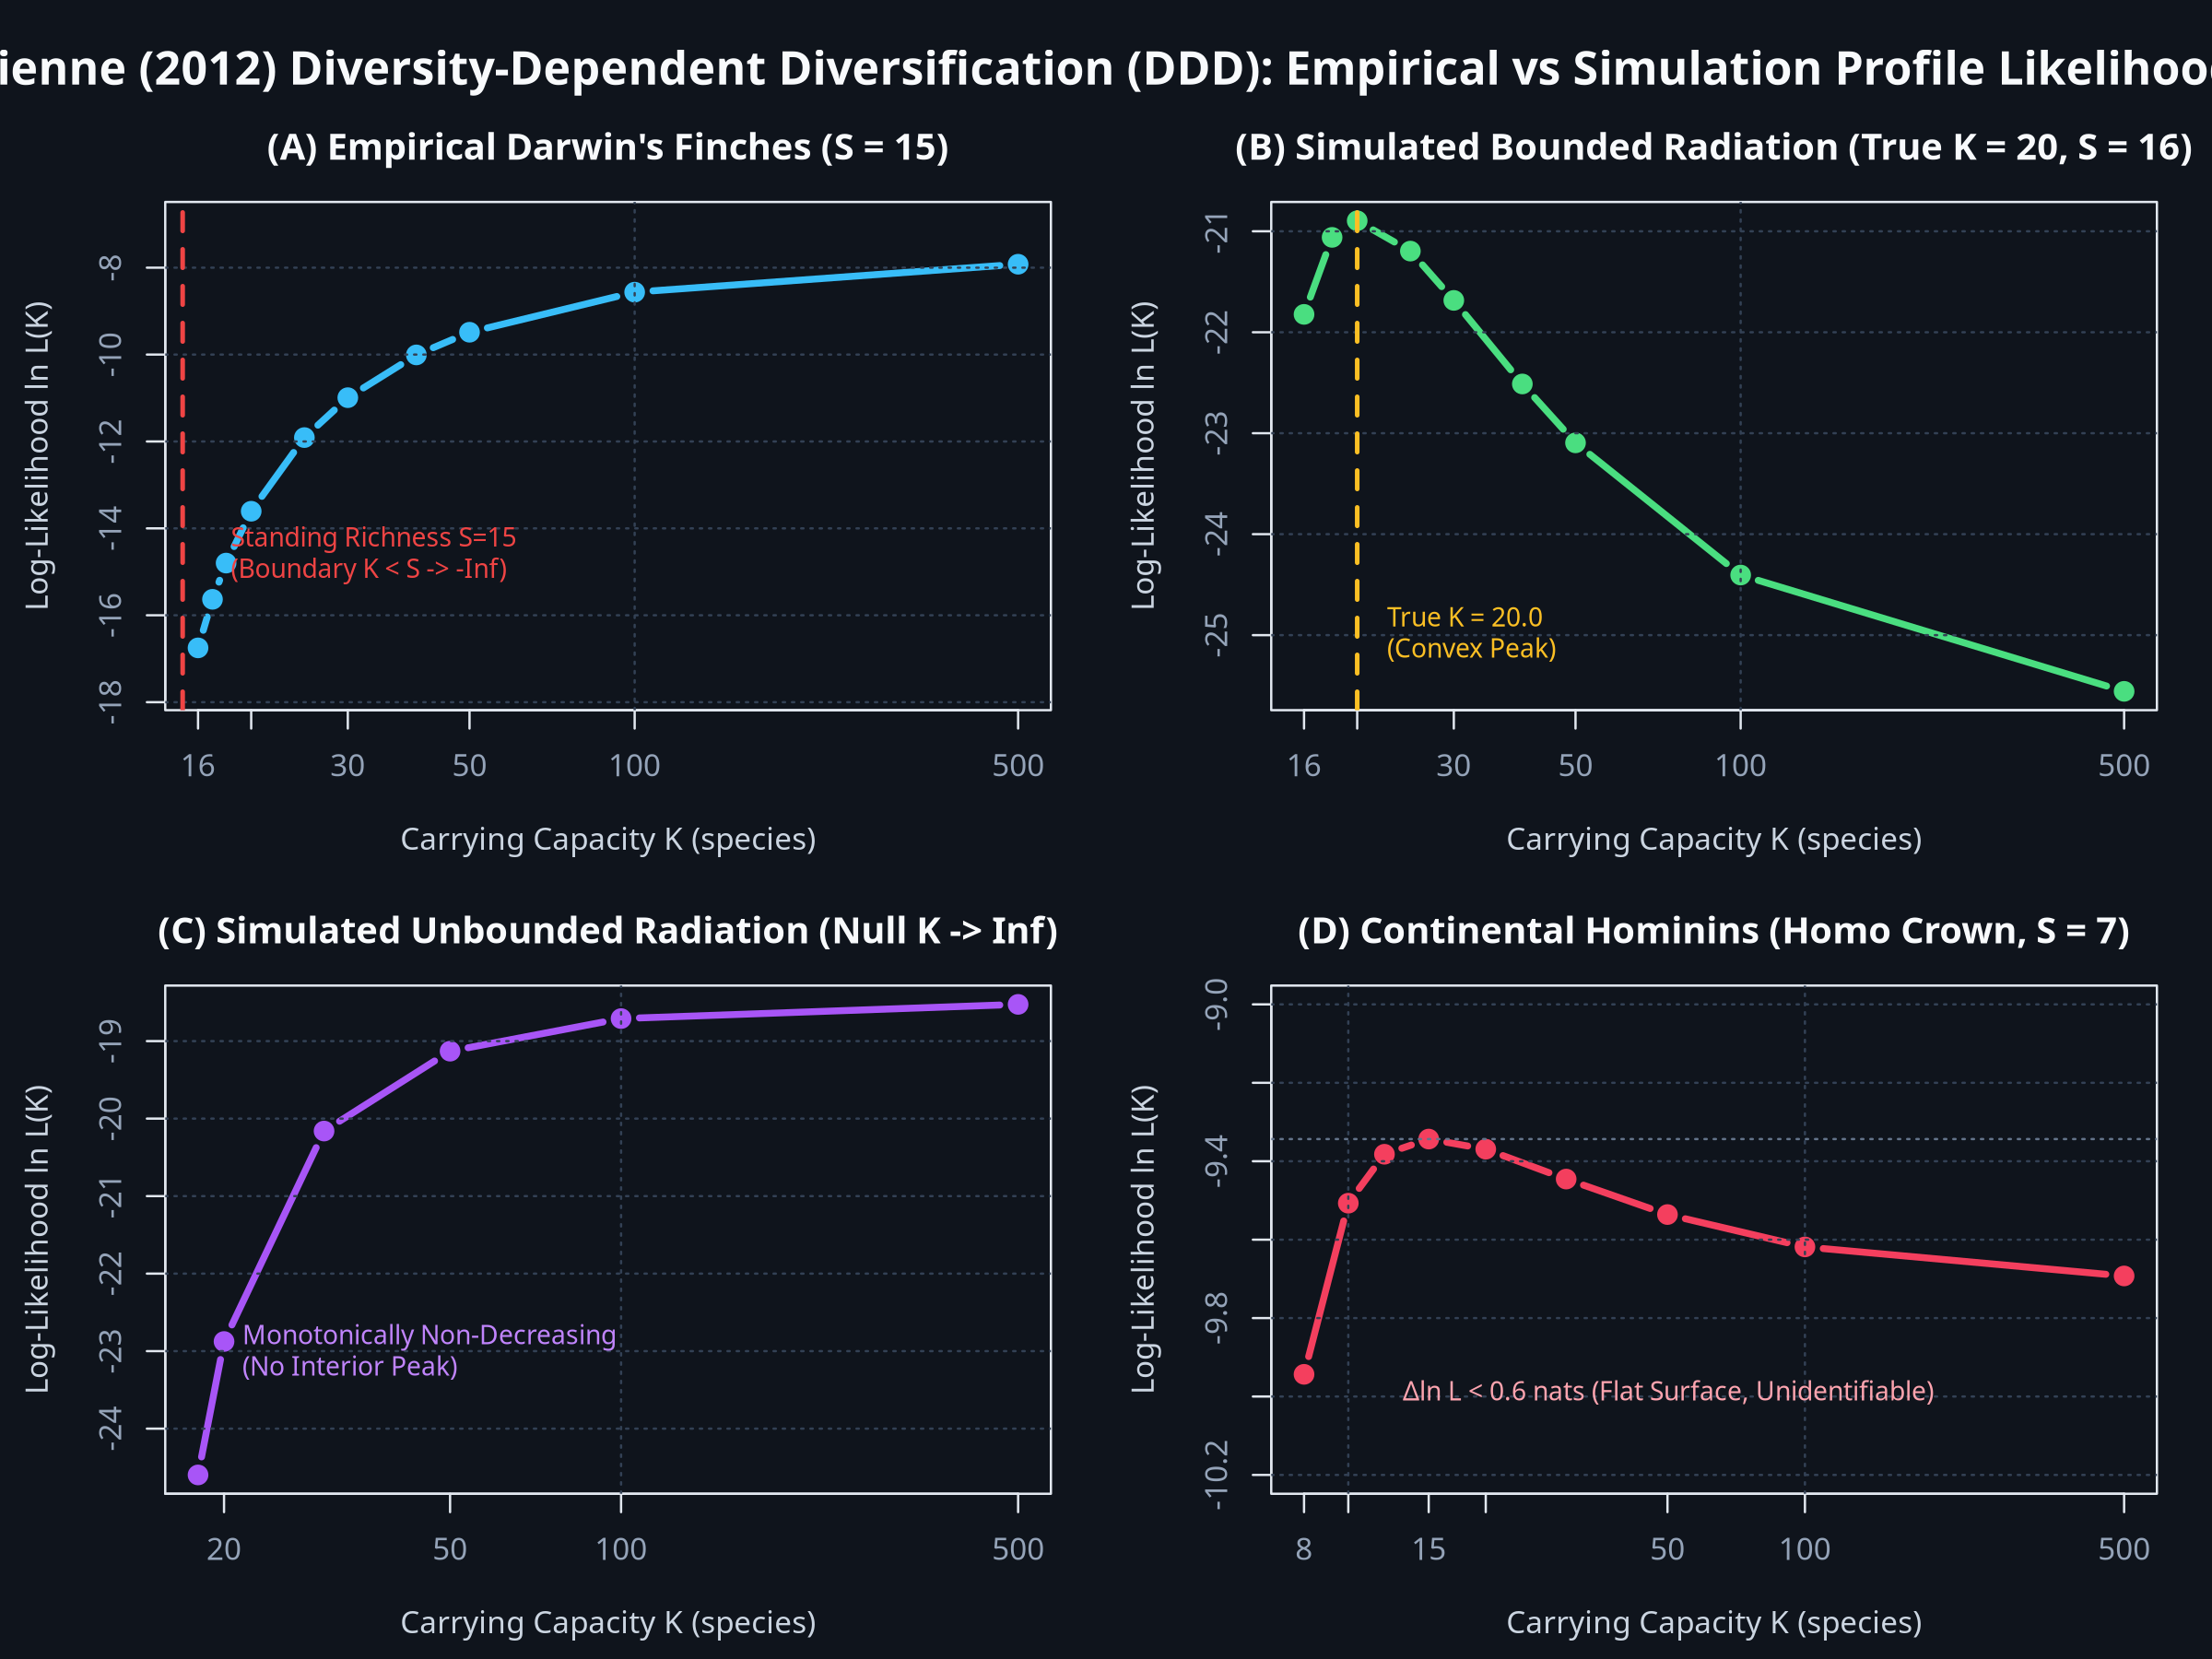 ienne (2012) Diversity-Dependent Diversification (DDD): Empirical vs Simulation Profile Likelihoo
(A) Empirical Darwin's Finches (S = 15)
Log-Likelihood ln L(K)
-8
-10
-12
-14
-16
-18
Standing Richness S=15
(Boundary K < S -> -Inf)
16 30 50 100 500
Carrying Capacity K (species)
(B) Simulated Bounded Radiation (True K = 20, S = 16)
Log-Likelihood ln L(K)
-21
-22
-23
-24
-25
True K = 20.0
(Convex Peak)
16 30 50 100 500
Carrying Capacity K (species)
(C) Simulated Unbounded Radiation (Null K -> Inf)
Log-Likelihood ln L(K)
-19
-20
-21
-22
-23
-24
Monotonically Non-Decreasing
(No Interior Peak)
20 50 100 500
Carrying Capacity K (species)
(D) Continental Hominins (Homo Crown, S = 7)
Log-Likelihood ln L(K)
-9.0
-9.4
-9.8
-10.2
Δln L < 0.6 nats (Flat Surface, Unidentifiable)
8 15 50 100 500
Carrying Capacity K (species)